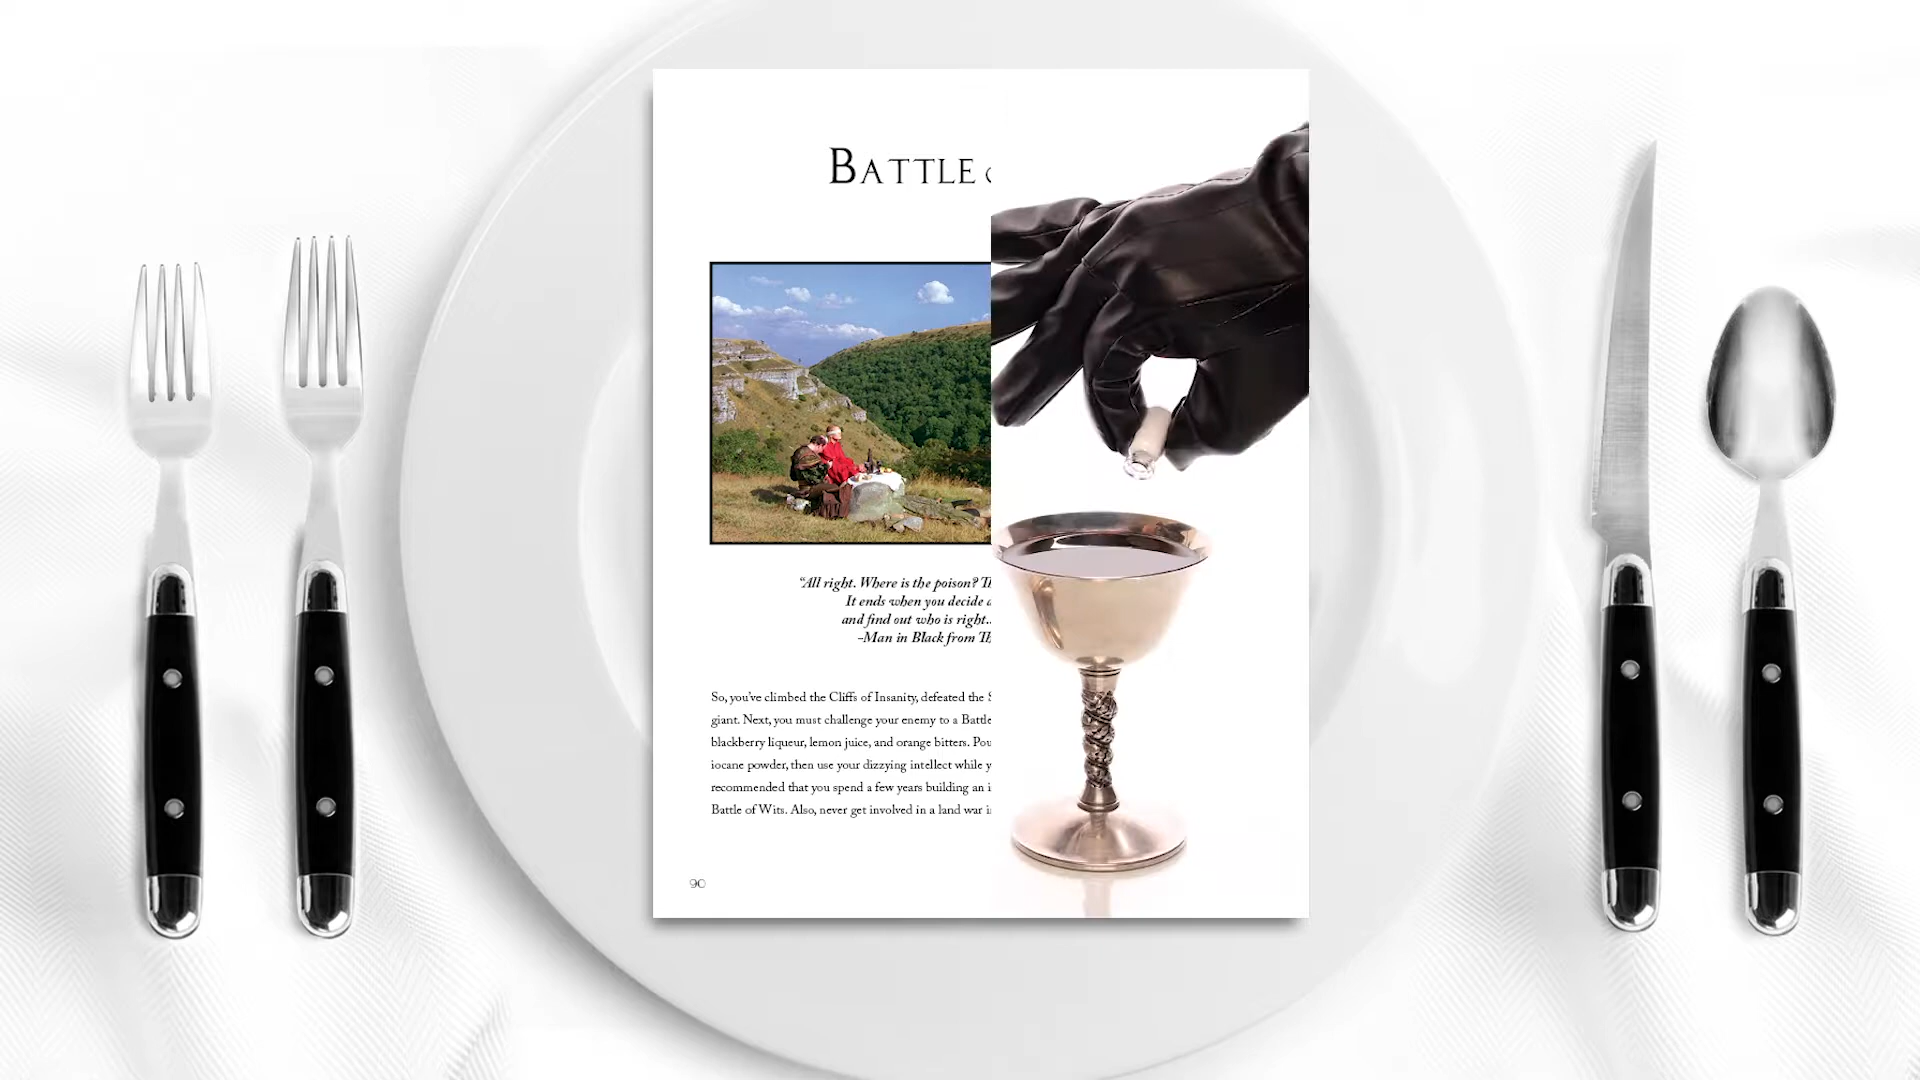 BATTLE
“All right. Where is the poison?
It ends when you decide
and find out who is right..
-Man in Black from
So, you've climbed the Cliffs of Insanity, defeated the
giant. Next, you must challenge your enemy to a Battle
blackberry liqueur, lemon juice, and orange bitters.
iocane powder, then use your dizzying intellect while
recommended that you spend a few years building an
Battle of Wits. Also, never get involved in a land war
90